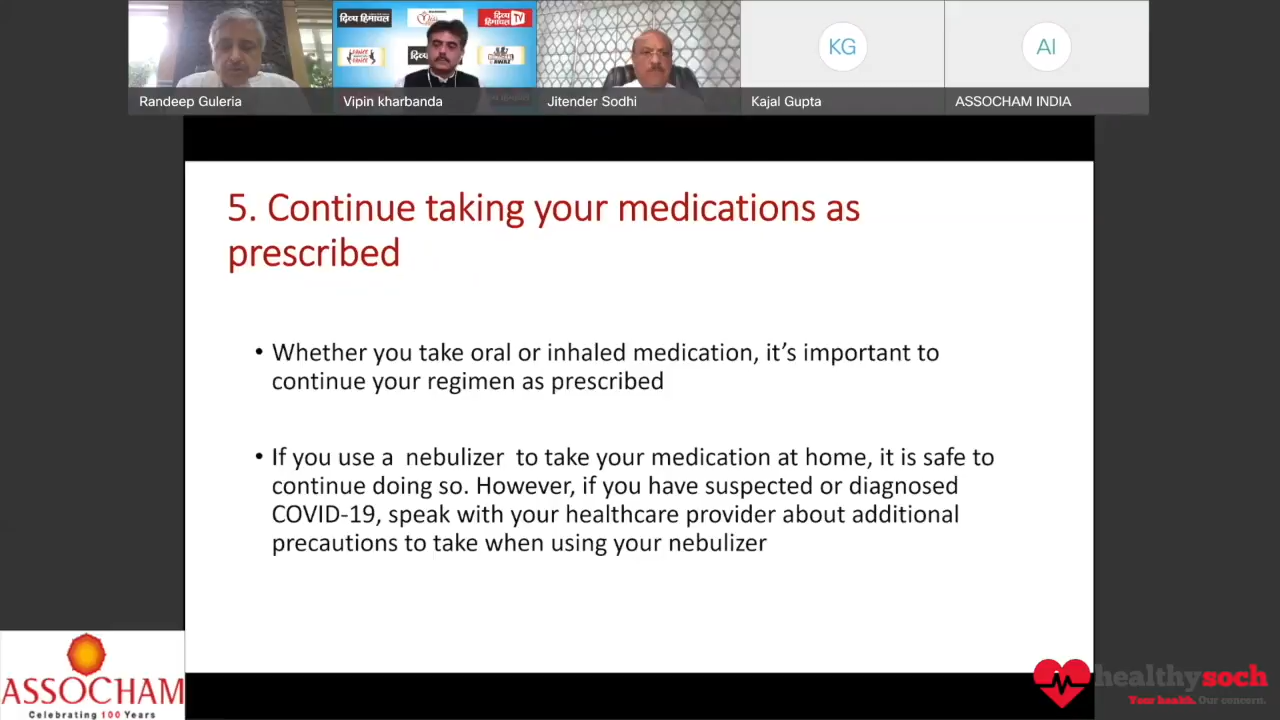 दिव्य हिमाचल
TV
दिव्य हिमाचल
Randeep Guleria
Vipin kharbanda
Jitender Sodhi
KG
Kajal Gupta
AI
ASSOCHAM INDIA
5. Continue taking your medications as
prescribed
• Whether you take oral or inhaled medication, it's important to
continue your regimen as prescribed
• If you use a nebulizer to take your medication at home, it is safe to
continue doing so. However, if you have suspected or diagnosed
COVID-19, speak with your healthcare provider about additional
precautions to take when using your nebulizer
ASSOCHAM
Celebrating 100 Years
healthysoch
Your health. Our concern.